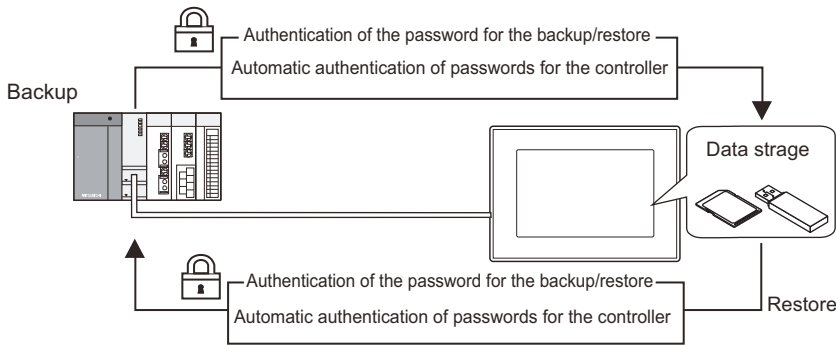 Authentication of the password for the backup/restore
Automatic authentication of passwords for the controller
Backup
Data strage
Authentication of the password for the backup/restore
Automatic authentication of passwords for the controller
Restore